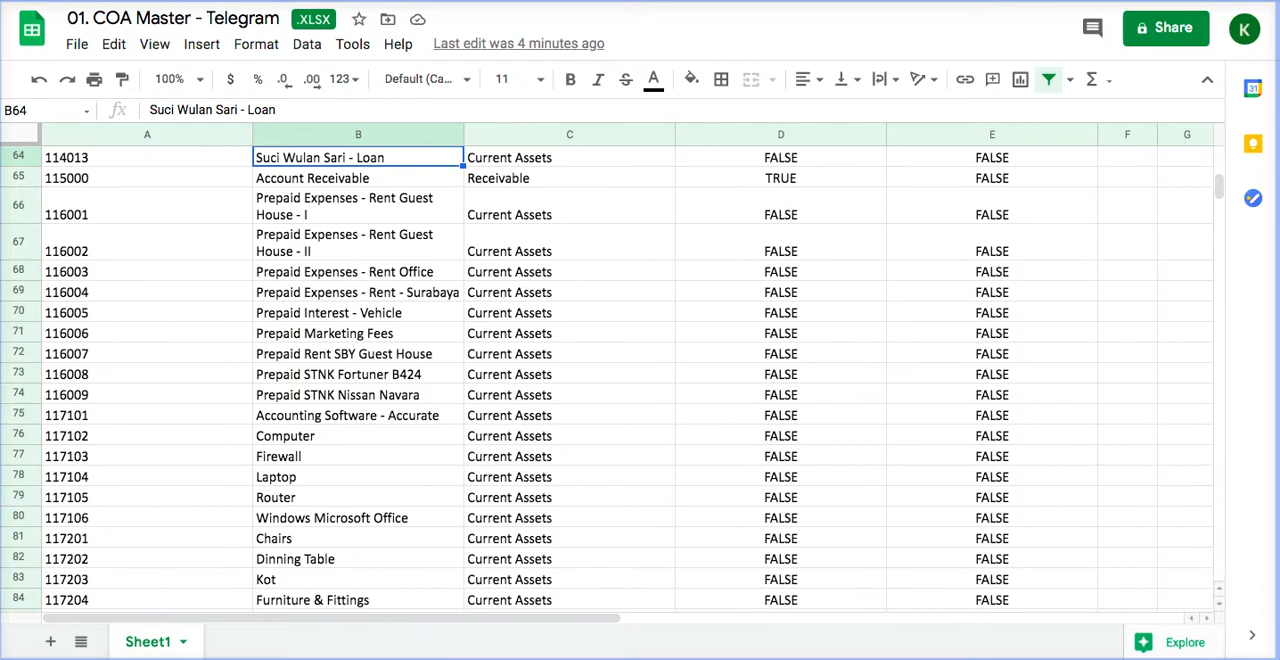 01. COA Master - Telegram .XLSX
File Edit View Insert Format Data Tools Help Last edit was 4 minutes ago
Share
K
100% $ % .0 .00 123 Default (Ca... 11 B I S A Σ
B64 fx Suci Wulan Sari - Loan
A B C D E F G
64 114013 Suci Wulan Sari - Loan Current Assets FALSE FALSE
65 115000 Account Receivable Receivable TRUE FALSE
66 116001 Prepaid Expenses - Rent Guest
House - I Current Assets FALSE FALSE
67 116002 Prepaid Expenses - Rent Guest
House - II Current Assets FALSE FALSE
68 116003 Prepaid Expenses - Rent Office Current Assets FALSE FALSE
69 116004 Prepaid Expenses - Rent - Surabaya Current Assets FALSE FALSE
70 116005 Prepaid Interest - Vehicle Current Assets FALSE FALSE
71 116006 Prepaid Marketing Fees Current Assets FALSE FALSE
72 116007 Prepaid Rent SBY Guest House Current Assets FALSE FALSE
73 116008 Prepaid STNK Fortuner B424 Current Assets FALSE FALSE
74 116009 Prepaid STNK Nissan Navara Current Assets FALSE FALSE
75 117101 Accounting Software - Accurate Current Assets FALSE FALSE
76 117102 Computer Current Assets FALSE FALSE
77 117103 Firewall Current Assets FALSE FALSE
78 117104 Laptop Current Assets FALSE FALSE
79 117105 Router Current Assets FALSE FALSE
80 117106 Windows Microsoft Office Current Assets FALSE FALSE
81 117201 Chairs Current Assets FALSE FALSE
82 117202 Dinning Table Current Assets FALSE FALSE
83 117203 Kot Current Assets FALSE FALSE
84 117204 Furniture & Fittings Current Assets FALSE FALSE
31
+ Sheet1 Explore